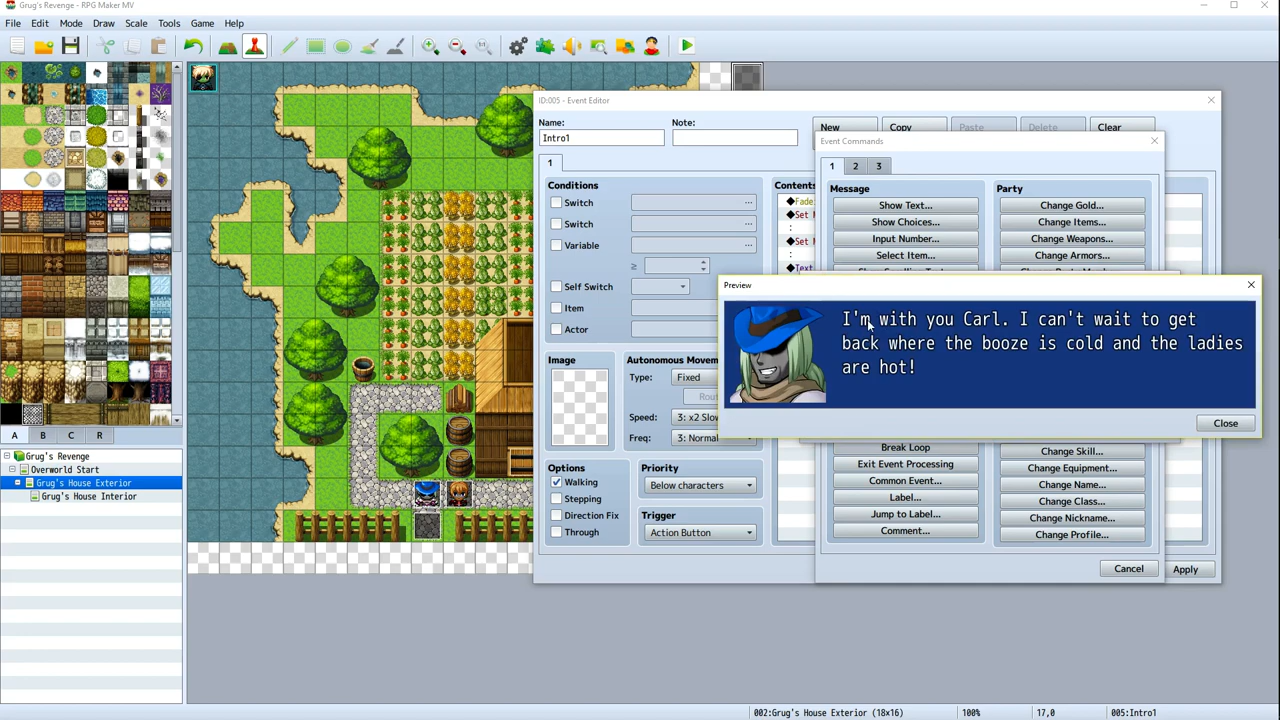 Grug's Revenge - RPG Maker MV
File Edit Mode Draw Scale Tools Game Help
ID:005 - Event Editor
Name:
Note:
Intro1
New
Copy
Paste
Delete
Clear
Event Commands
1
1 2 3
Conditions
Switch
Switch
Variable
≥
Self Switch
Item
Actor
Image
Autonomous Movem
Type: Fixed
Speed: 3: x2 Slo
Freq: 3: Normal
Options
Walking
Stepping
Direction Fix
Through
Priority
Below characters
Trigger
Action Button
Content
◆Fade
◆Set
:
◆Set
:
◆Text
Message
Show Text...
Show Choices...
Input Number...
Select Item...
Party
Change Gold...
Change Items...
Change Weapons...
Change Armors...
Preview
I'm with you Carl. I can't wait to get
back where the booze is cold and the ladies
are hot!
Close
Break Loop
Exit Event Processing
Common Event...
Label...
Jump to Label...
Comment...
Change Skill...
Change Equipment...
Change Name...
Change Class...
Change Nickname...
Change Profile...
Cancel
Apply
A B C R
Grug's Revenge
Overworld Start
Grug's House Exterior
Grug's House Interior
002:Grug's House Exterior (18x16) 100% 17,0 005:Intro1